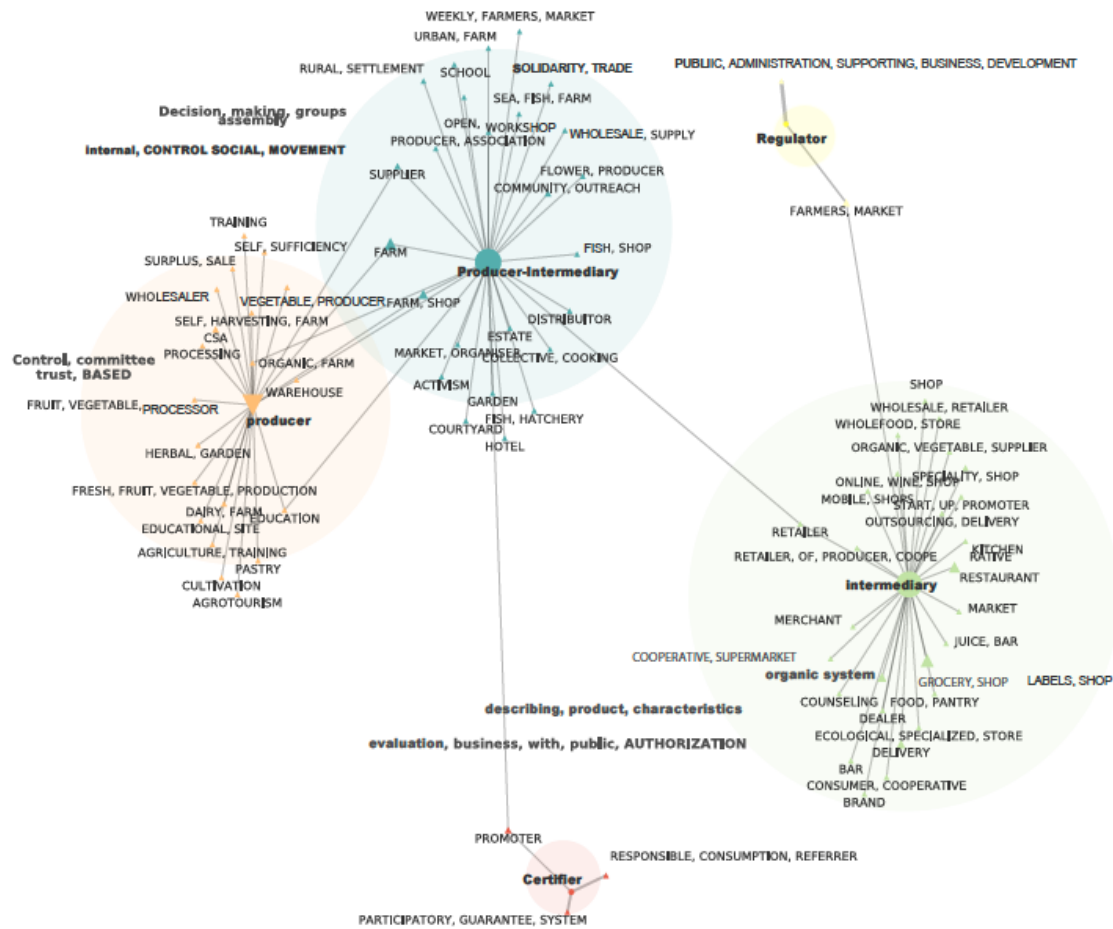 WEEKLY, FARMERS, MARKET
URBAN, FARM
RURAL, SETTLEMENT
SCHOOL
SOLIDARITY, TRADE
PUBLIIC, ADMINISTRATION, SUPPORTING, BUSINESS, DEVELOPMENT
SEA, FISH, FARM
Decision, making, groups
assembly
OPEN, WORKSHOP
WHOLESALE, SUPPLY
Regulator
PRODUCER, ASSOCIATION
internal, CONTROL SOCIAL, MOVEMENT
SUPPLIER
FLOWER, PRODUCER
COMMUNITY, OUTREACH
FARMERS, MARKET
TRAINING
SELF, SUFFICIENCY
FARM
FISH, SHOP
SURPLUS, SALE
Producer-Intermediary
WHOLESALER
VEGETABLE, PRODUCER
FARM, SHOP
SELF, HARVESTING, FARM
DISTRIBUTOR
CSA
ESTATE
PROCESSING
MARKET, ORGANISER
COLLECTIVE, COOKING
Control, committee
trust, BASED
ORGANIC, FARM
ACTIVISM
SHOP
WAREHOUSE
GARDEN
FRUIT, VEGETABLE, PROCESSOR
WHOLESALE, RETAILER
producer
FISH, HATCHERY
WHOLEFOOD, STORE
COURTYARD
HOTEL
ORGANIC, VEGETABLE, SUPPLIER
HERBAL, GARDEN
SPECIALITY, SHOP
ONLINE, WINE, SHOP
FRESH, FRUIT, VEGETABLE, PRODUCTION
MOBILE, SHOPS
START, UP, PROMOTER
DAIRY, FARM
EDUCATION
OUTSOURCING, DELIVERY
EDUCATIONAL, SITE
RETAILER
AGRICULTURE, TRAINING
KITCHEN
RETAILER, OF, PRODUCER, COOPE RATIVE
PASTRY
RESTAURANT
CULTIVATION
intermediary
AGROTOURISM
MARKET
MERCHANT
JUICE, BAR
COOPERATIVE, SUPERMARKET
organic system
GROCERY, SHOP
LABELS, SHOP
COUNSELING
FOOD, PANTRY
describing, product, characteristics
DEALER
ECOLOGICAL, SPECIALIZED, STORE
evaluation, business, with, public, AUTHORIZATION
DELIVERY
BAR
CONSUMER, COOPERATIVE
BRAND
PROMOTER
RESPONSIBLE, CONSUMPTION, REFERRER
Certifier
PARTICIPATORY, GUARANTEE, SYSTEM